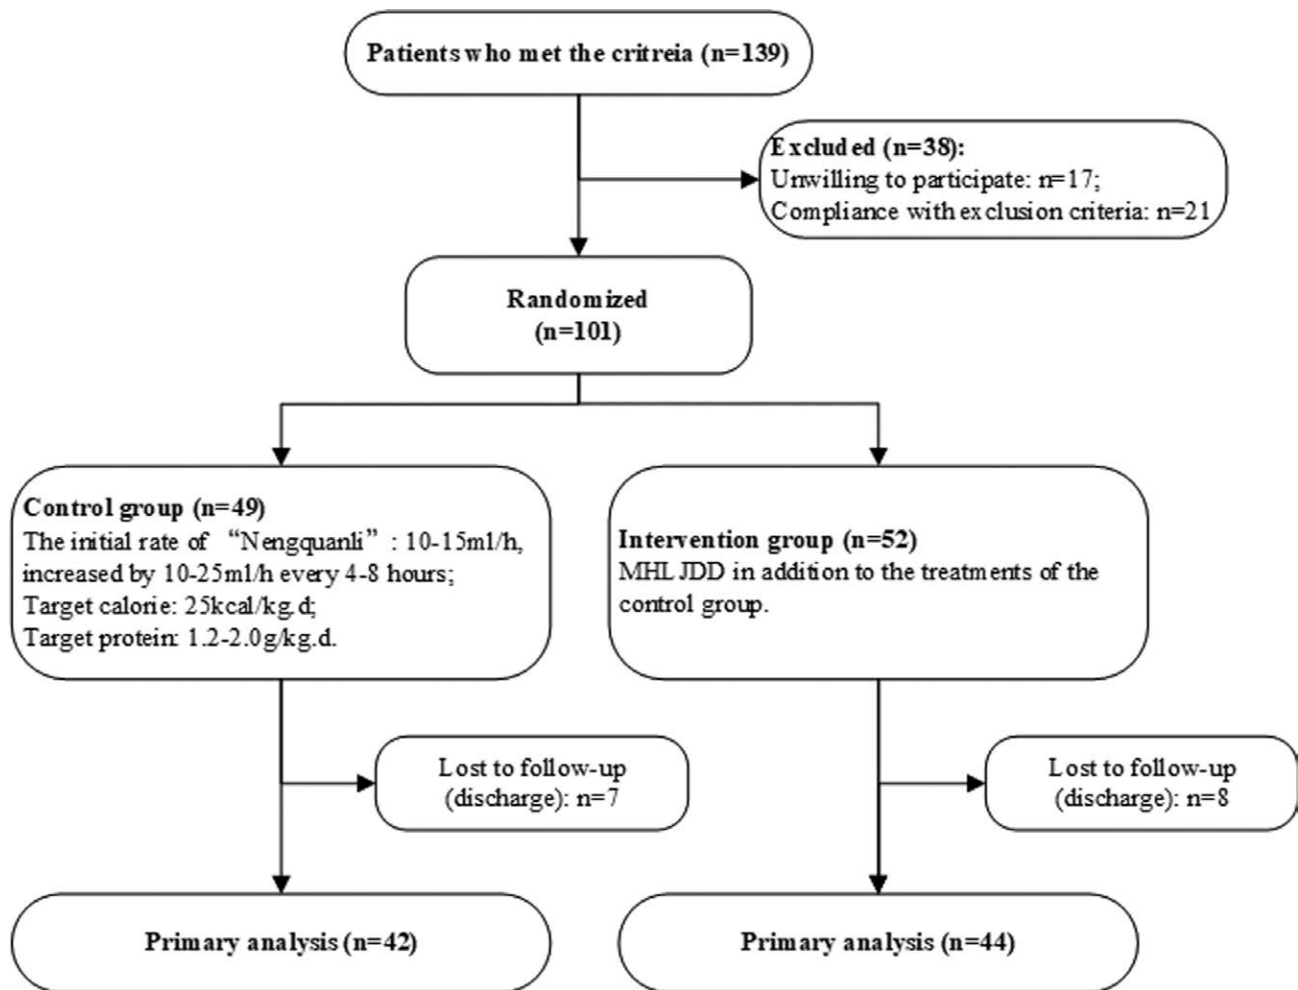 Patients who met the critreia (n=139)
Excluded (n=38):
Unwilling to participate: n=17;
Compliance with exclusion criteria: n=21
Randomized
(n=101)
Control group (n=49)
The initial rate of “Nengquanli”: 10-15ml/h,
increased by 10-25ml/h every 4-8 hours;
Target calorie: 25kcal/kg.d;
Target protein: 1.2-2.0g/kg.d.
Intervention group (n=52)
MHLJDD in addition to the treatments of the
control group.
Lost to follow-up
(discharge): n=7
Lost to follow-up
(discharge): n=8
Primary analysis (n=42)
Primary analysis (n=44)